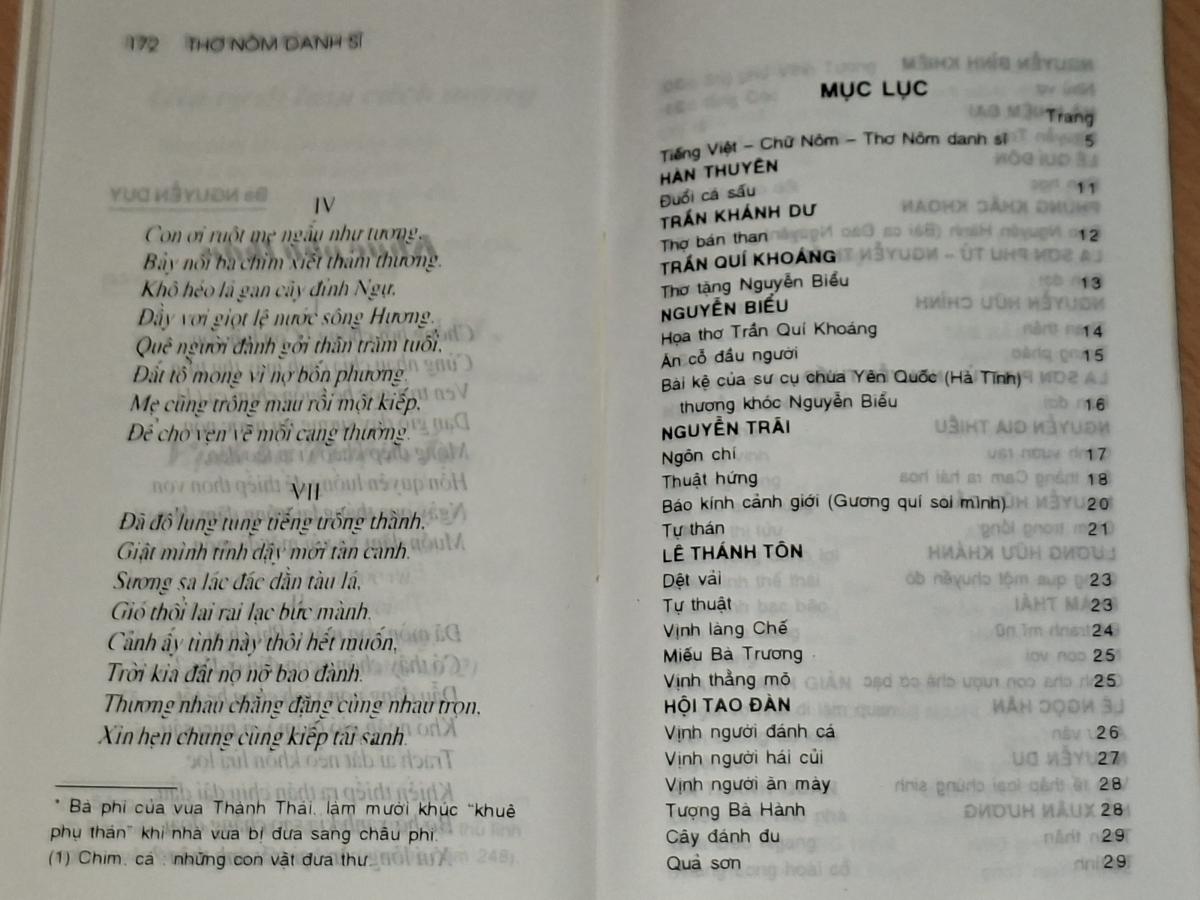 172 THƠ NÔM DANH SĨ
IV
Con ơi ruột mẹ ngẩu như tương,
Bảy nổi ba chìm xiết thảm thương.
Khô héo lá gan cây đỉnh Ngự,
Đầy vơi giọt lệ nước sông Hương.
Quê người đành gởi thân trăm tuổi,
Đất tổ mong vì nợ bốn phương.
Mẹ cũng trông mau rồi một kiếp,
Để cho vẹn vẽ mối cang thường.
VII
Đã đổ lung tung tiếng trống thành,
Giật mình tỉnh dậy mới tàn canh.
Sương sa lác đác dần tàu lá,
Gió thổi lai rai lạc bức mành.
Cảnh ấy tình này thôi hết muốn,
Trời kia đất nọ nỡ bao đành.
Thương nhau chẳng đặng cùng nhau trọn,
Xin hẹn chung cùng kiếp tái sanh.
* Bà phi của vua Thành Thái, làm mười khúc "khuê
phụ thán" khi nhà vua bị đưa sang châu phi.
(1) Chim, cá : những con vật đưa thư.
MỤC LỤC
Trang
Tiếng Việt – Chữ Nôm – Thơ Nôm danh sĩ 5
HÀN THUYÊN
Đuổi cá sấu 11
TRẦN KHÁNH DƯ
Thơ bán than 12
TRẦN QUÍ KHOÁNG
Thơ tặng Nguyễn Biểu 13
NGUYỄN BIỂU
Họa thơ Trần Quí Khoáng 14
Ăn cỗ đầu người 15
Bài kệ của sư cụ chùa Yên Quốc (Hà Tĩnh)
thương khóc Nguyễn Biểu 16
NGUYỄN TRÃI
Ngôn chí 17
Thuật hứng 18
Báo kính cảnh giới (Gương quí soi mình) 20
Tự thán 21
LÊ THÁNH TÔN
Dệt vải 23
Tự thuật 23
Vịnh làng Chế 24
Miếu Bà Trương 25
Vịnh thằng mõ 25
HỘI TAO ĐÀN
Vịnh người đánh cá 26
Vịnh người hái củi 27
Vịnh người ăn mày 28
Tượng Bà Hành 28
Cây đánh đu 29
Quả sơn 29